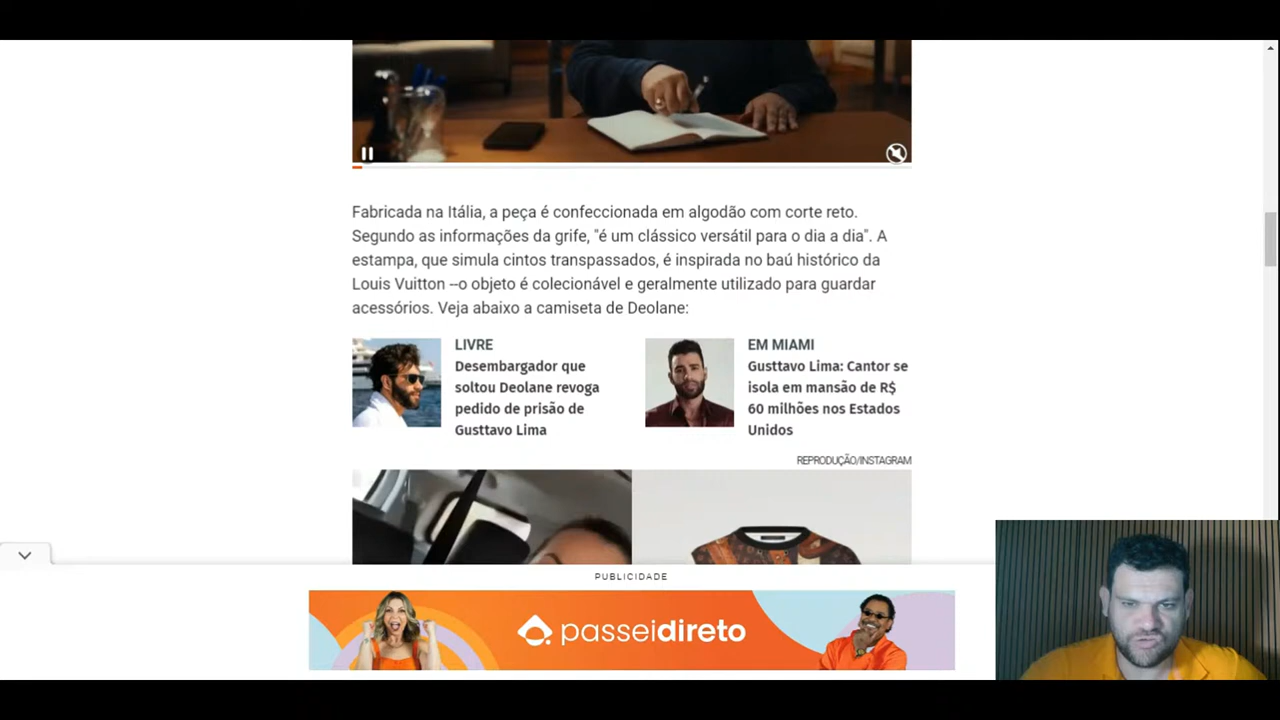 Fabricada na Itália, a peça é confeccionada em algodão com corte reto.
Segundo as informações da grife, "é um clássico versátil para o dia a dia". A
estampa, que simula cintos transpassados, é inspirada no baú histórico da
Louis Vuitton --o objeto é colecionável e geralmente utilizado para guardar
acessórios. Veja abaixo a camiseta de Deolane:
LIVRE
Desembargador que
soltou Deolane revoga
pedido de prisão de
Gusttavo Lima
EM MIAMI
Gusttavo Lima: Cantor se
isola em mansão de R$
60 milhões nos Estados
Unidos
REPRODUÇÃO/INSTAGRAM
PUBLICIDADE
passeidireto